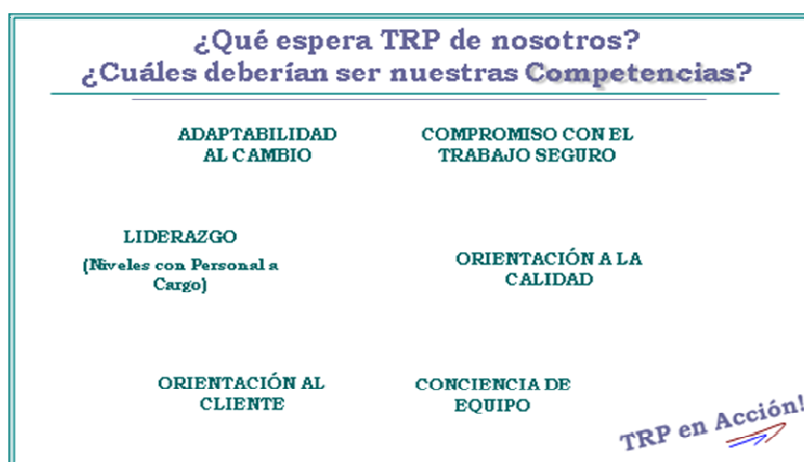 ¿Qué espera TRP de nosotros?
¿Cuáles deberían ser nuestras Competencias?
ADAPTABILIDAD
AL CAMBIO
COMPROMISO CON EL
TRABAJO SEGURO
LIDERAZGO
(Niveles con Personal a
Cargo)
ORIENTACIÓN A LA
CALIDAD
ORIENTACIÓN AL
CLIENTE
CONCIENCIA DE
EQUIPO
TRP en Acción!